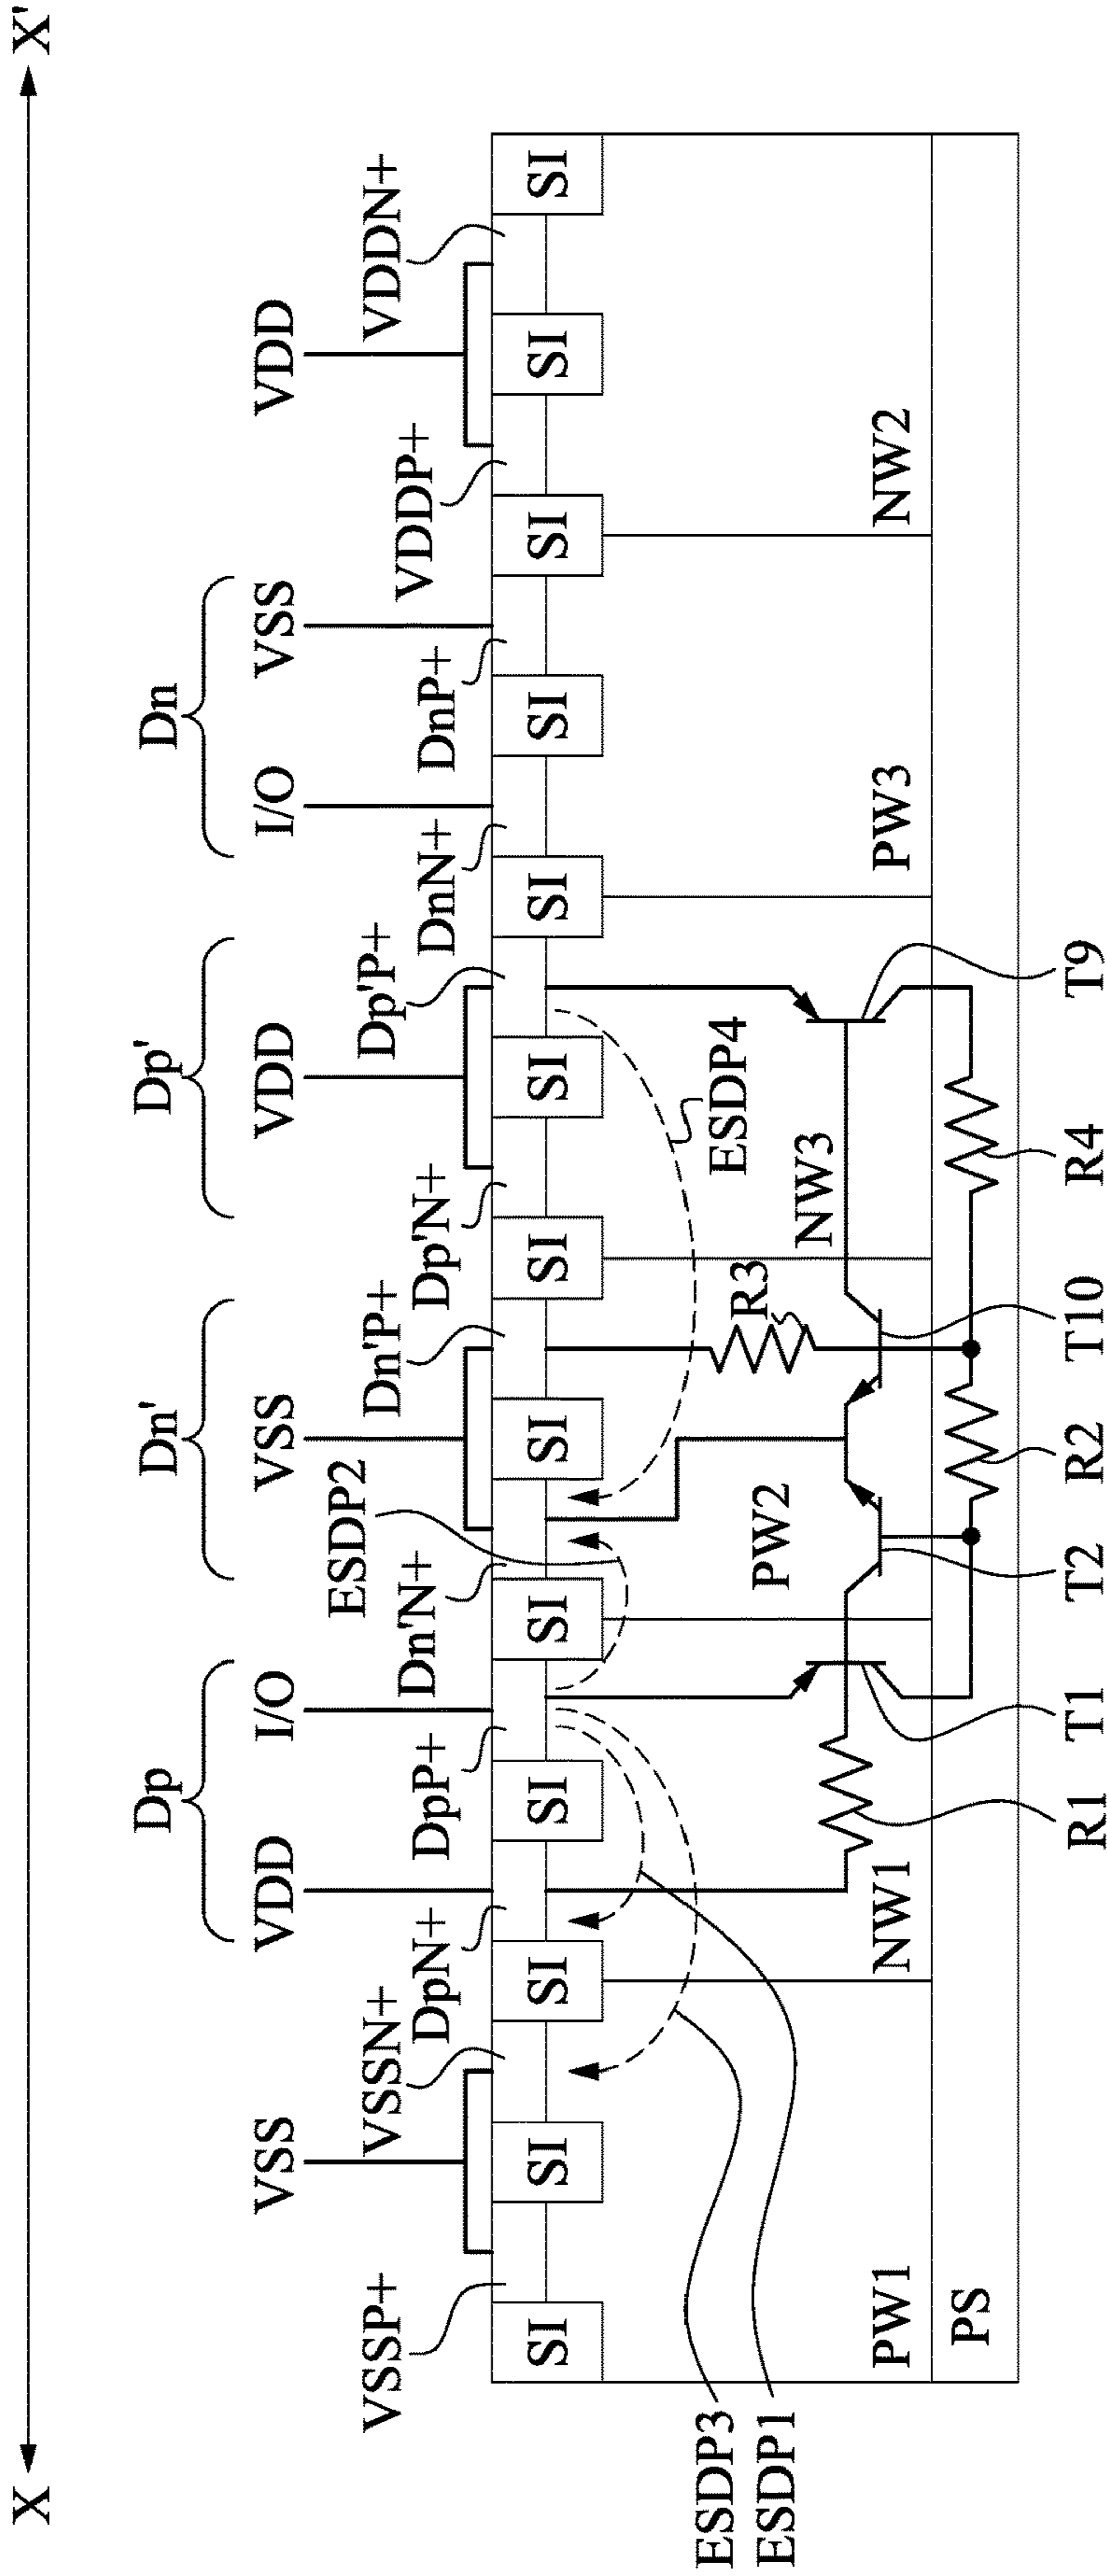 X X'
Dp Dn' Dp' Dn
VSS VDD I/O VSS VDD I/O VSS VDD
VSSP+ VSSN+ DpN+ DpP+ Dn'N+ ESDP2 Dn'P+ Dp'N+ Dp'P+ DnN+ DnP+ VDDP+ VDDN+
SI SI SI SI SI SI SI SI SI SI SI SI SI
ESDP3 ESDP4
ESDP1 PW2 R3 NW3
PW1 NW1 PW3 NW2
PS
R1 T1 T2 R2 T10 R4 T9